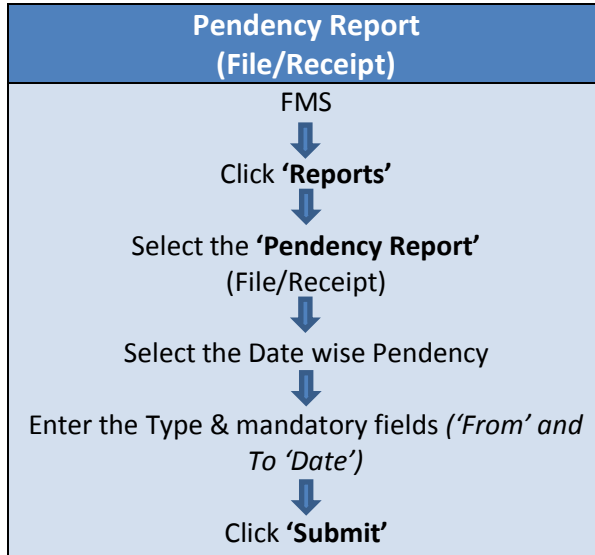 Pendency Report
(File/Receipt)
FMS
Click ‘Reports’
Select the ‘Pendency Report’
(File/Receipt)
Select the Date wise Pendency
Enter the Type & mandatory fields (‘From’ and
To ‘Date’)
Click ‘Submit’